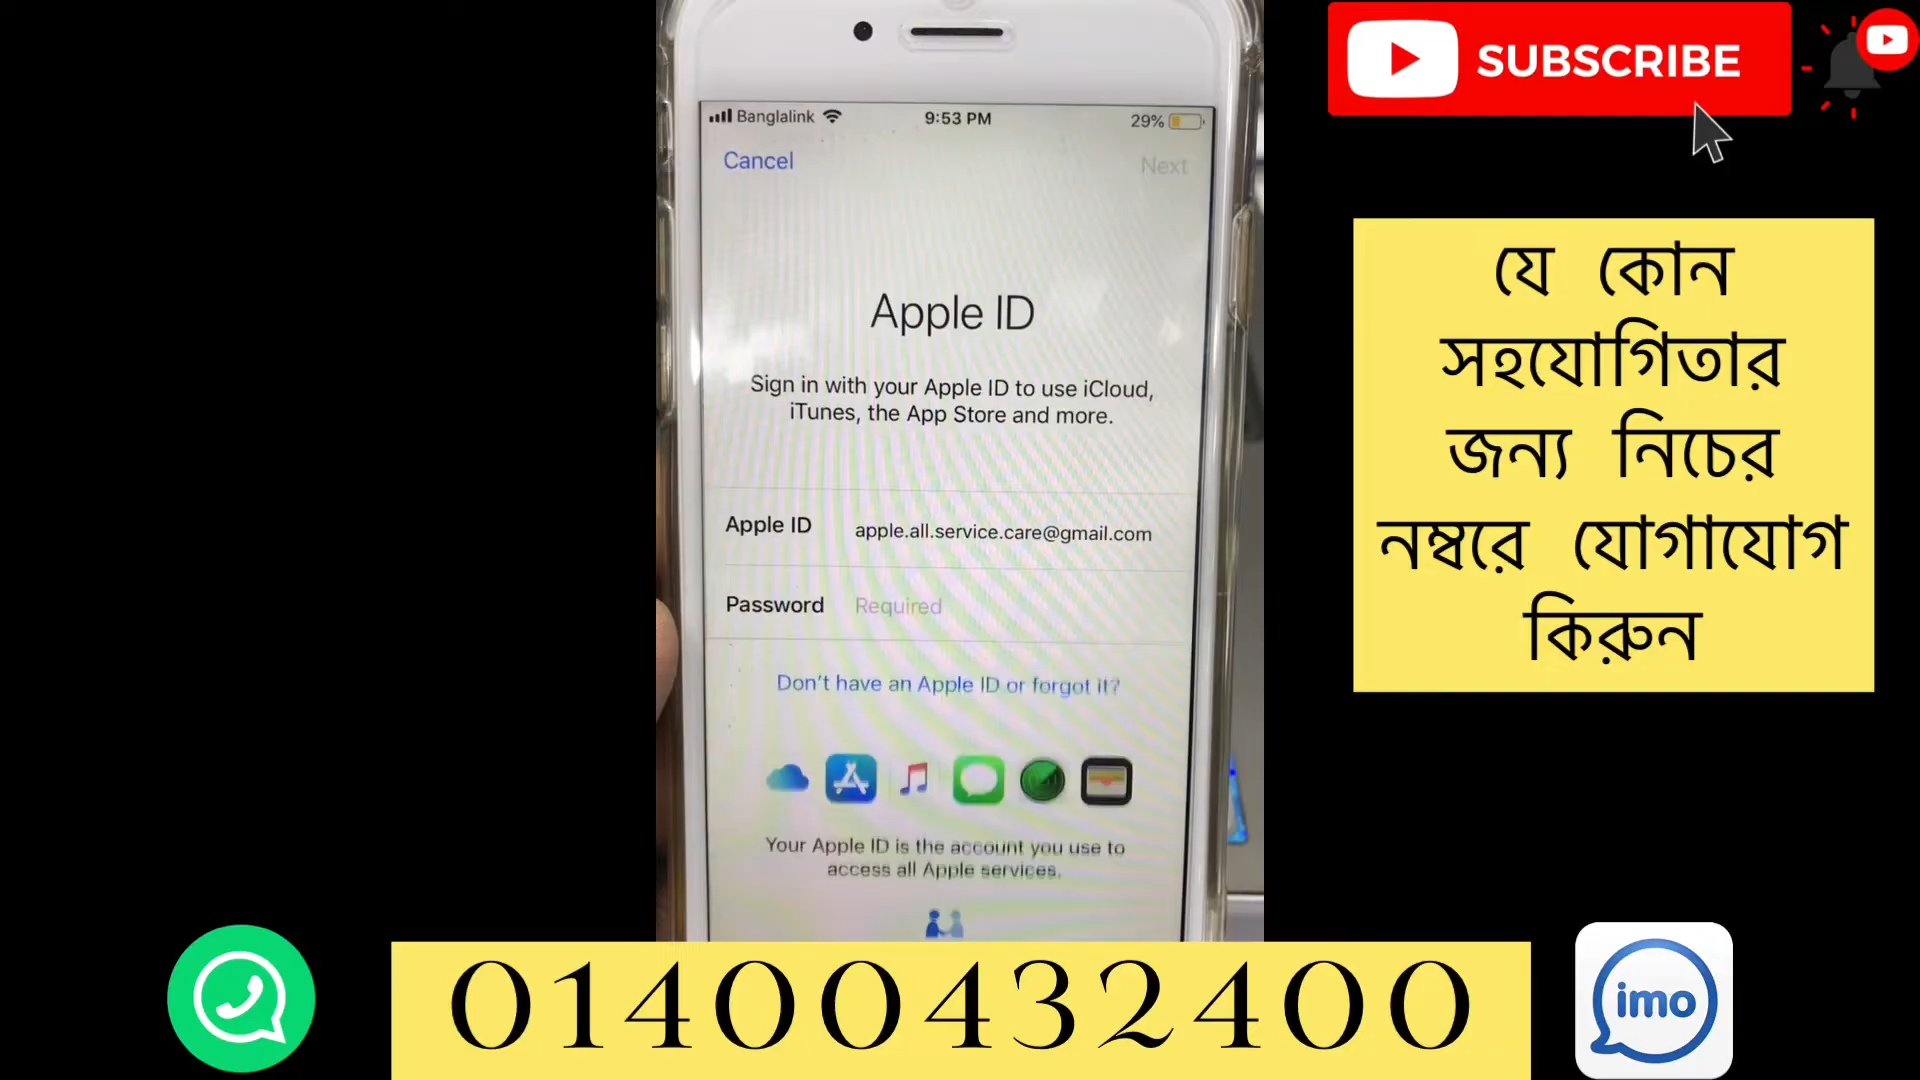 SUBSCRIBE
Banglalink
9:53 PM
29%
Cancel
Next
Apple ID
Sign in with your Apple ID to use iCloud,
iTunes, the App Store and more.
Apple ID apple.all.service.care@gmail.com
Password Required
Don't have an Apple ID or forgot it?
Your Apple ID is the account you use to
access all Apple services.
যে কোন
সহযোগিতার
জন্য নিচের
নম্বরে যোগাযোগ
কিরুন
01400432400
imo